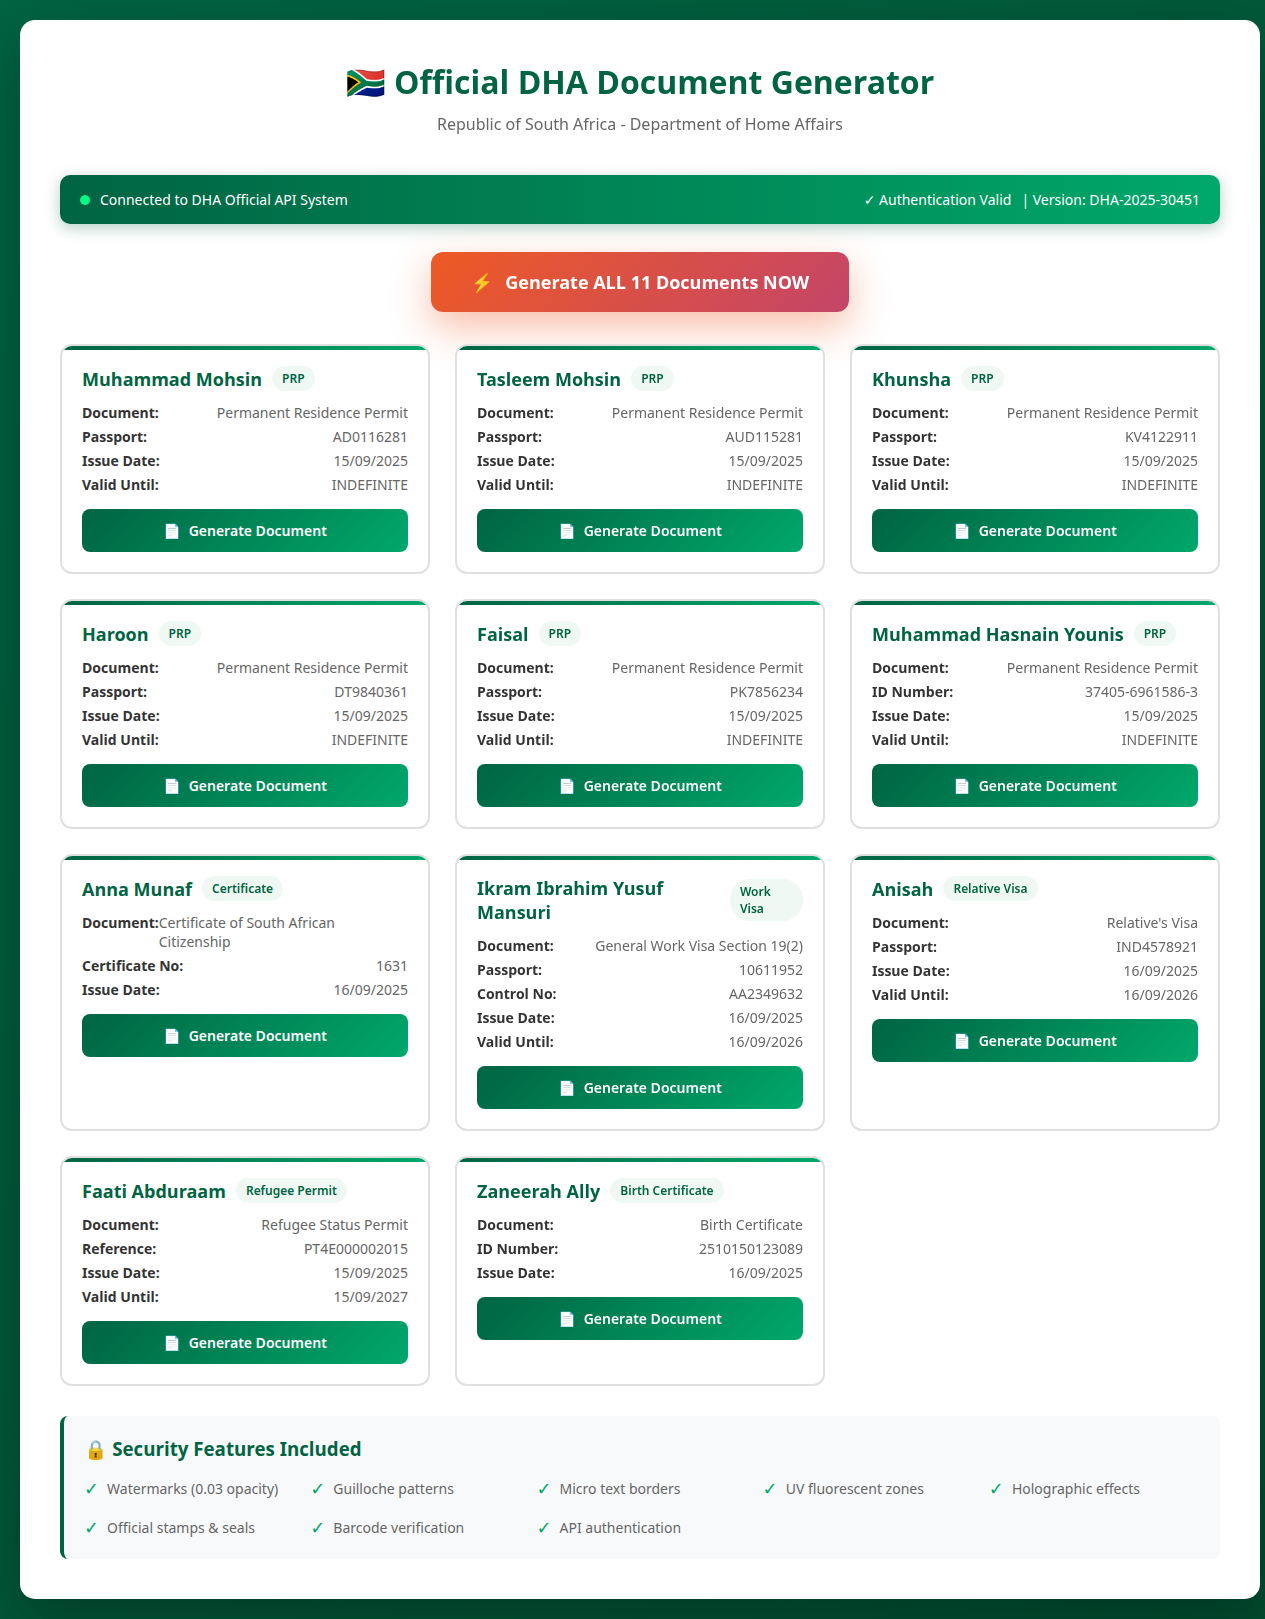 🇿🇦 Official DHA Document Generator
Republic of South Africa - Department of Home Affairs
Connected to DHA Official API System
✓ Authentication Valid | Version: DHA-2025-30451
⚡ Generate ALL 11 Documents NOW
Muhammad Mohsin PRP
Document: Permanent Residence Permit
Passport: AD0116281
Issue Date: 15/09/2025
Valid Until: INDEFINITE
📄 Generate Document
Tasleem Mohsin PRP
Document: Permanent Residence Permit
Passport: AUD115281
Issue Date: 15/09/2025
Valid Until: INDEFINITE
📄 Generate Document
Khunsha PRP
Document: Permanent Residence Permit
Passport: KV4122911
Issue Date: 15/09/2025
Valid Until: INDEFINITE
📄 Generate Document
Haroon PRP
Document: Permanent Residence Permit
Passport: DT9840361
Issue Date: 15/09/2025
Valid Until: INDEFINITE
📄 Generate Document
Faisal PRP
Document: Permanent Residence Permit
Passport: PK7856234
Issue Date: 15/09/2025
Valid Until: INDEFINITE
📄 Generate Document
Muhammad Hasnain Younis PRP
Document: Permanent Residence Permit
ID Number: 37405-6961586-3
Issue Date: 15/09/2025
Valid Until: INDEFINITE
📄 Generate Document
Anna Munaf Certificate
Document: Certificate of South African
Citizenship
Certificate No: 1631
Issue Date: 16/09/2025
📄 Generate Document
Ikram Ibrahim Yusuf
Mansuri
Work
Visa
Document: General Work Visa Section 19(2)
Passport: 10611952
Control No: AA2349632
Issue Date: 16/09/2025
Valid Until: 16/09/2026
📄 Generate Document
Anisah Relative Visa
Document: Relative's Visa
Passport: IND4578921
Issue Date: 16/09/2025
Valid Until: 16/09/2026
📄 Generate Document
Faati Abduraam Refugee Permit
Document: Refugee Status Permit
Reference: PT4E000002015
Issue Date: 15/09/2025
Valid Until: 15/09/2027
📄 Generate Document
Zaneerah Ally Birth Certificate
Document: Birth Certificate
ID Number: 2510150123089
Issue Date: 16/09/2025
📄 Generate Document
🔒 Security Features Included
✓ Watermarks (0.03 opacity)
✓ Guilloche patterns
✓ Micro text borders
✓ UV fluorescent zones
✓ Holographic effects
✓ Official stamps & seals
✓ Barcode verification
✓ API authentication